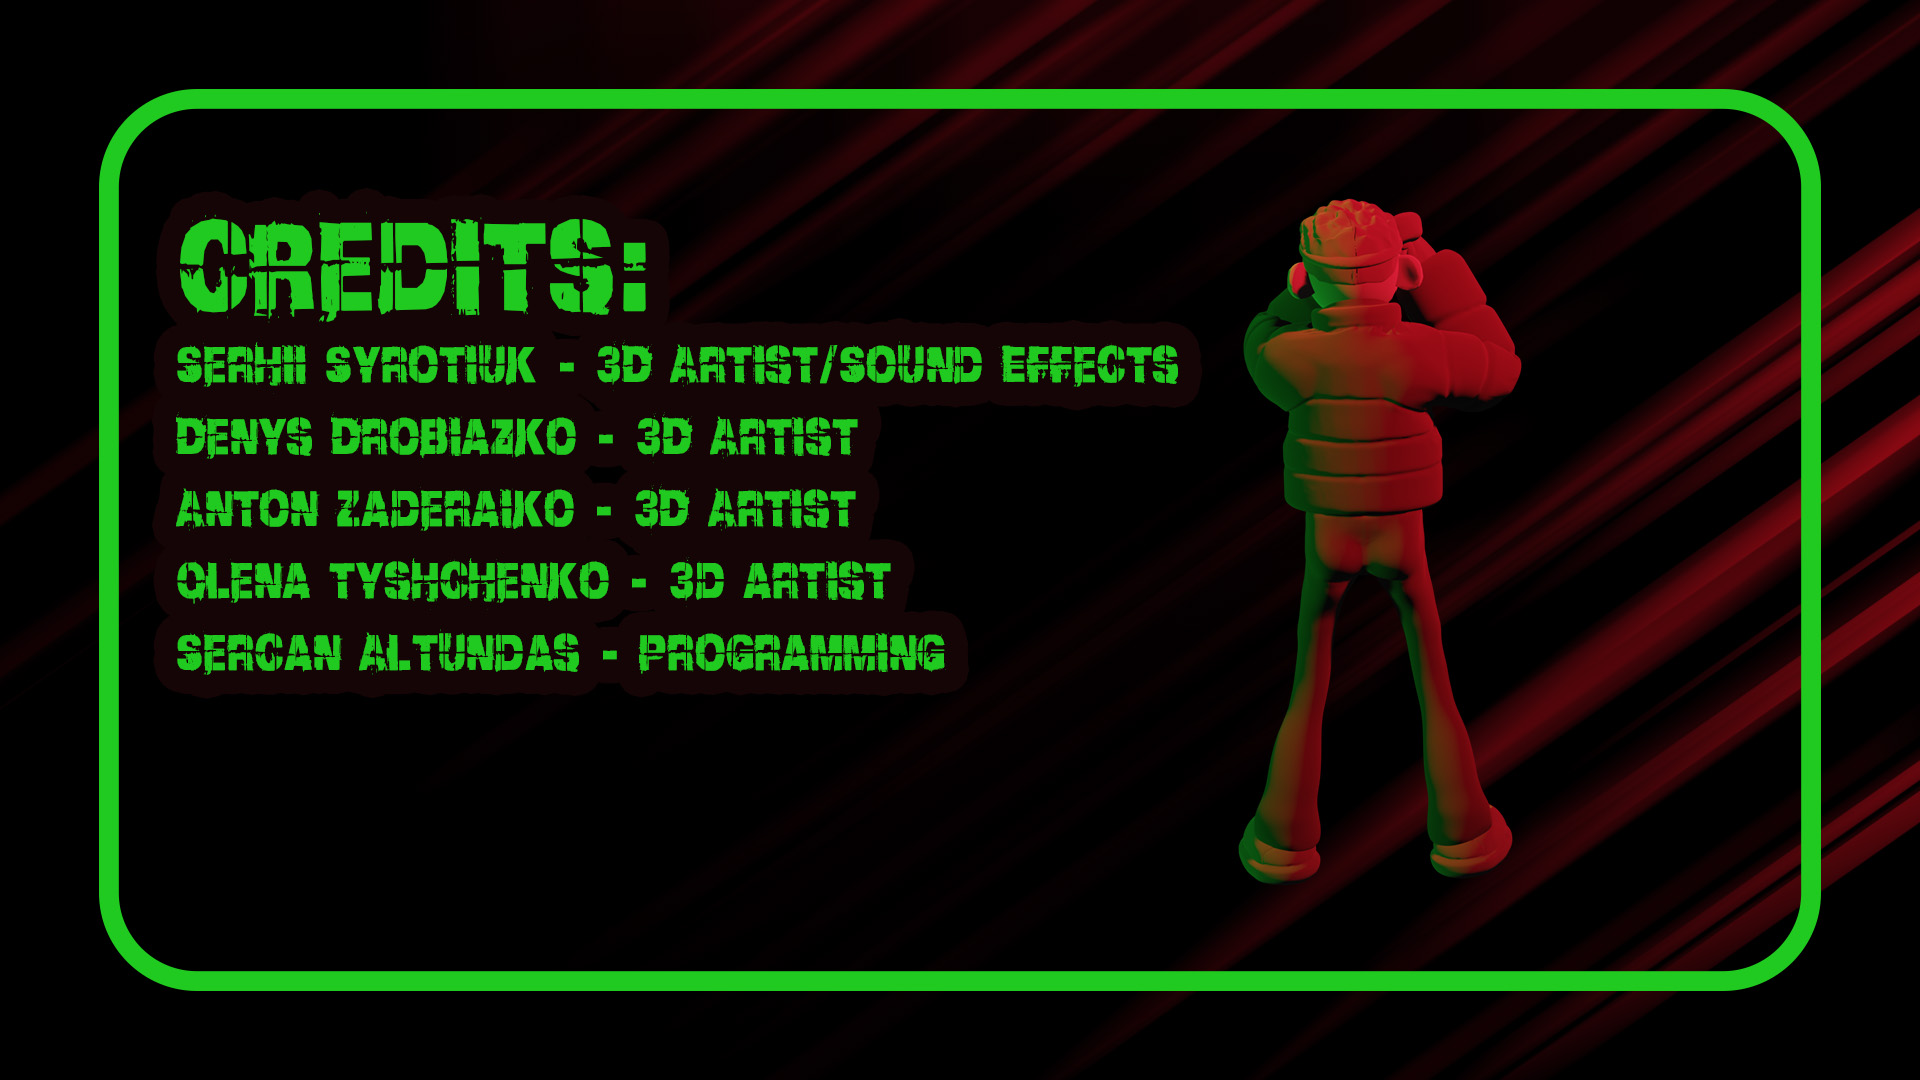 CREDITS:
SERHII SYROTIUK - 3D ARTIST/SOUND EFFECTS
DENYS DROBIAZKO - 3D ARTIST
ANTON ZADERAIKO - 3D ARTIST
OLENA TYSHCHENKO - 3D ARTIST
SERCAN ALTUNDAS - PROGRAMMING